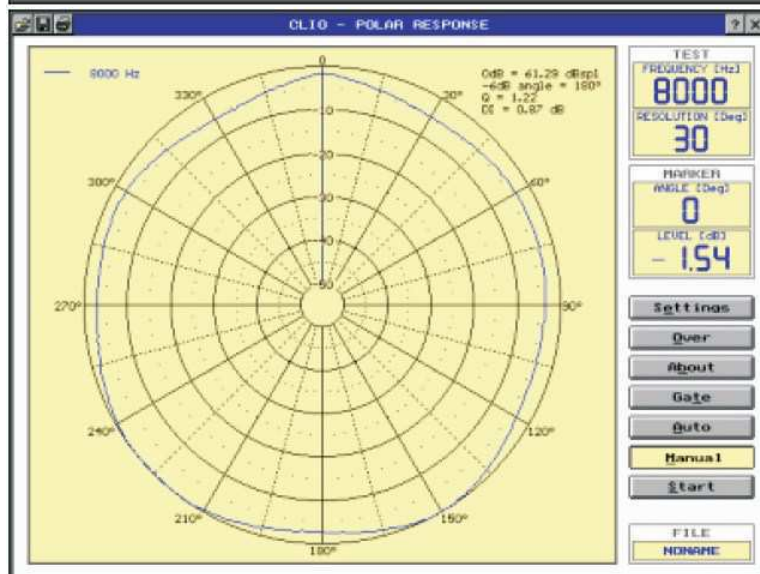 CLIO - POLAR RESPONSE
? X
8000 Hz
0dB = 61.29 dBspl
-6dB angle = 180°
Q = 1.22
DI = 0.87 dB
0
330°
30°
-10
-20
300°
60°
-30
-40
-50
270°
90°
240°
120°
210°
150°
180°
TEST
FREQUENCY [Hz]
8000
RESOLUTION [Deg]
30
MARKER
ANGLE [Deg]
0
LEVEL [dB]
-1.54
Settings
Over
About
Gate
Auto
Manual
Start
FILE
NONAME